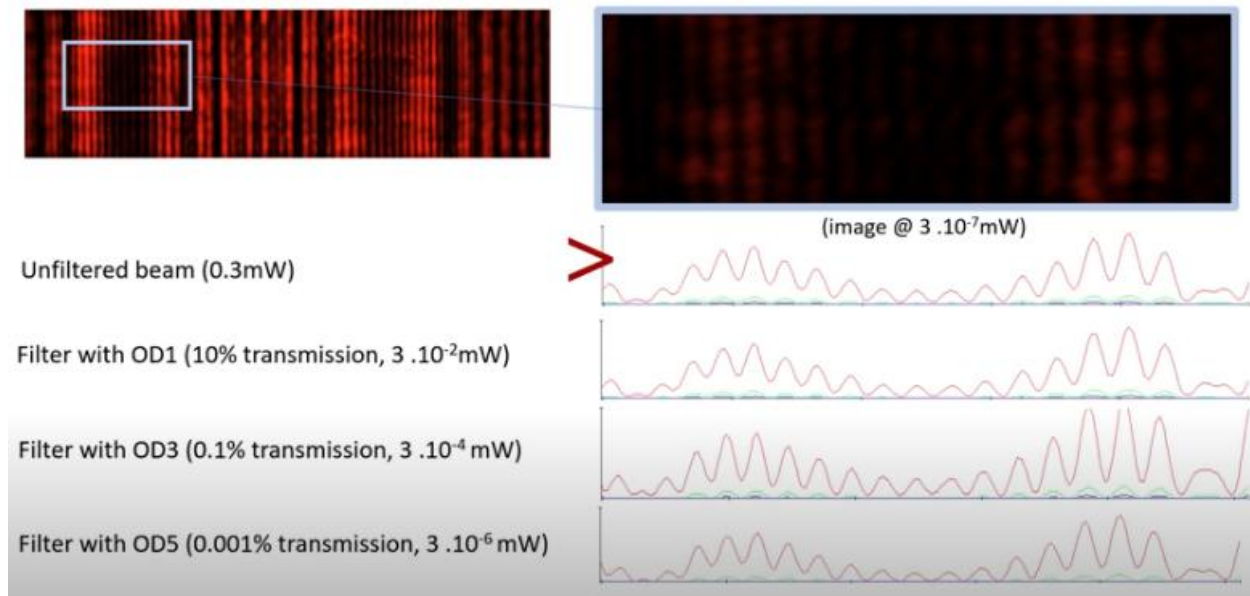 (image @ 3 .10⁻⁷mW)
>
Unfiltered beam (0.3mW)
Filter with OD1 (10% transmission, 3 .10⁻²mW)
Filter with OD3 (0.1% transmission, 3 .10⁻⁴ mW)
Filter with OD5 (0.001% transmission, 3 .10⁻⁶ mW)